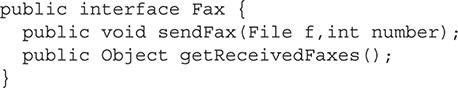 public interface Fax {
  public void sendFax(File f,int number);
  public Object getReceivedFaxes();
}